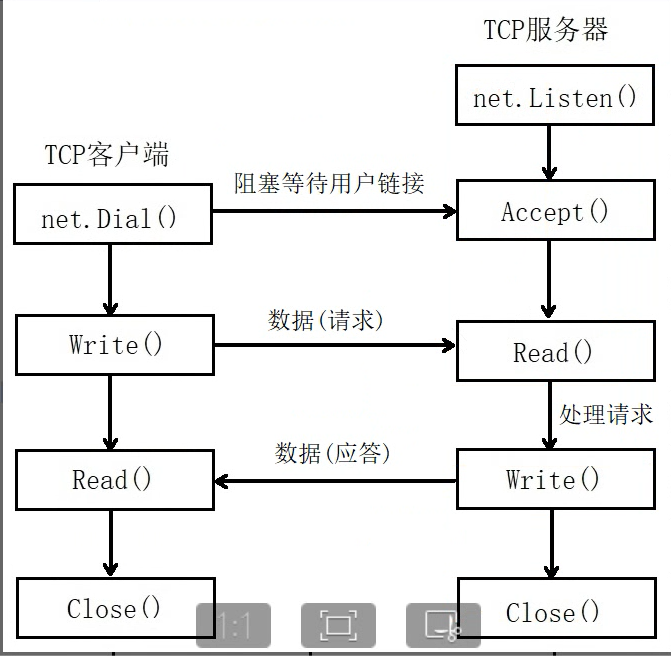 TCP服务器
net.Listen()
TCP客户端
阻塞等待用户链接
net.Dial()
Accept()
数据(请求)
Write()
Read()
处理请求
数据(应答)
Read()
Write()
Close()
1:1
Close()